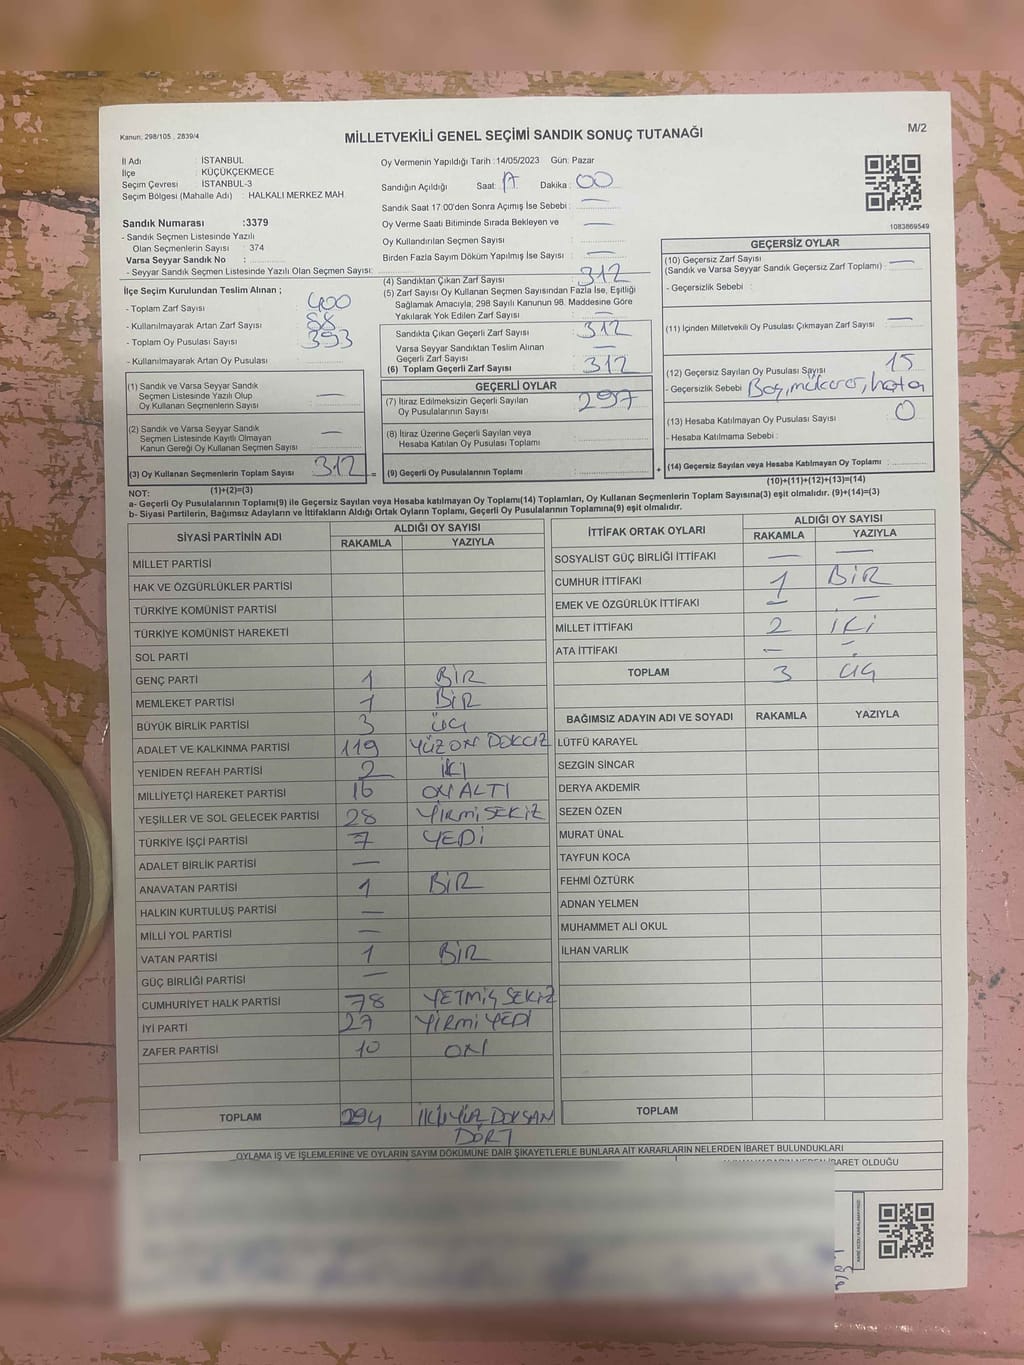 Kanun: 298/105 , 2839/4
MİLLETVEKİLİ GENEL SEÇİMİ SANDIK SONUÇ TUTANAĞI
M/2
İl Adı : İSTANBUL
İlçe : KÜÇÜKÇEKMECE
Seçim Çevresi : İSTANBUL-3
Seçim Bölgesi (Mahalle Adı) : HALKALI MERKEZ MAH.
Sandık Numarası :3379
- Sandık Seçmen Listesinde Yazılı
Olan Seçmenlerin Sayısı : 374
Varsa Seyyar Sandık No :
- Seyyar Sandık Seçmen Listesinde Yazılı Olan Seçmen Sayısı:
Oy Vermenin Yapıldığı Tarih :14/05/2023 Gün: Pazar
Sandığın Açıldığı Saat : 17 Dakika : 00
Sandık Saat 17:00'den Sonra Açımış İse Sebebi : —
Oy Verme Saati Bitiminde Sırada Bekleyen ve —
Oy Kullandırılan Seçmen Sayısı
Birden Fazla Sayım Döküm Yapılmış İse Sayısı : —
1083869549
İlçe Seçim Kurulundan Teslim Alınan ;
- Toplam Zarf Sayısı : 400
- Kullanılmayarak Artan Zarf Sayısı : 88
- Toplam Oy Pusulası Sayısı : 393
- Kullanılmayarak Artan Oy Pusulası :
(1) Sandık ve Varsa Seyyar Sandık
Seçmen Listesinde Yazılı Olup —
Oy Kullanan Seçmenlerin Sayısı
(2) Sandık ve Varsa Seyyar Sandık
Seçmen Listesinde Kayıtlı Olmayan —
Kanun Gereği Oy Kullanan Seçmen Sayısı
(3) Oy Kullanan Seçmenlerin Toplam Sayısı 312 =
(1)+(2)=(3)
(4) Sandıktan Çıkan Zarf Sayısı : 312
(5) Zarf Sayısı Oy Kullanan Seçmen Sayısından Fazla İse, Eşitliği
Sağlamak Amacıyla; 298 Sayılı Kanunun 98. Maddesine Göre
Yakılarak Yok Edilen Zarf Sayısı : —
Sandıkta Çıkan Geçerli Zarf Sayısı : 312
Varsa Seyyar Sandıktan Teslim Alınan —
Geçerli Zarf Sayısı
(6) Toplam Geçerli Zarf Sayısı : 312
GEÇERLİ OYLAR
(7) İtiraz Edilmeksizin Geçerli Sayılan 297
Oy Pusulalarının Sayısı
(8) İtiraz Üzerine Geçerli Sayılan veya
Hesaba Katılan Oy Pusulası Toplamı
(9) Geçerli Oy Pusulalarının Toplamı : +
GEÇERSİZ OYLAR
(10) Geçersiz Zarf Sayısı
(Sandık ve Varsa Seyyar Sandık Geçersiz Zarf Toplamı) : —
- Geçersizlik Sebebi :
(11) İçinden Milletvekili Oy Pusulası Çıkmayan Zarf Sayısı : —
(12) Geçersiz Sayılan Oy Pusulası Sayısı : 15
- Geçersizlik Sebebi : Boş, mükerrer, hata
(13) Hesaba Katılmayan Oy Pusulası Sayısı : 0
- Hesaba Katılmama Sebebi :
(14) Geçersiz Sayılan veya Hesaba Katılmayan Oy Toplamı :
(10)+(11)+(12)+(13)=(14)
NOT:
a- Geçerli Oy Pusulalarının Toplamı(9) ile Geçersiz Sayılan veya Hesaba katılmayan Oy Toplamı(14) Toplamları, Oy Kullanan Seçmenlerin Toplam Sayısına(3) eşit olmalıdır. (9)+(14)=(3)
b- Siyasi Partilerin, Bağımsız Adayların ve İttifakların Aldığı Ortak Oyların Toplamı, Geçerli Oy Pusulalarının Toplamına(9) eşit olmalıdır.
SİYASİ PARTİNİN ADI ALDIĞI OY SAYISI
RAKAMLA YAZIYLA
MİLLET PARTİSİ
HAK VE ÖZGÜRLÜKLER PARTİSİ
TÜRKİYE KOMÜNİST PARTİSİ
TÜRKİYE KOMÜNİST HAREKETİ
SOL PARTİ
GENÇ PARTİ 1 BİR
MEMLEKET PARTİSİ 1 BİR
BÜYÜK BİRLİK PARTİSİ 3 ÜÇ
ADALET VE KALKINMA PARTİSİ 119 YÜZ ON DOKUZ
YENİDEN REFAH PARTİSİ 2 İKİ
MİLLİYETÇİ HAREKET PARTİSİ 16 ON ALTI
YEŞİLLER VE SOL GELECEK PARTİSİ 28 YİRMİ SEKİZ
TÜRKİYE İŞÇİ PARTİSİ 7 YEDİ
ADALET BİRLİK PARTİSİ —
ANAVATAN PARTİSİ 1 BİR
HALKIN KURTULUŞ PARTİSİ —
MİLLİ YOL PARTİSİ —
VATAN PARTİSİ 1 BİR
GÜÇ BİRLİĞİ PARTİSİ —
CUMHURİYET HALK PARTİSİ 78 YETMİŞ SEKİZ
İYİ PARTİ 27 YİRMİ YEDİ
ZAFER PARTİSİ 10 ON
TOPLAM 294 İKİ YÜZ DOKSAN
DÖRT
İTTİFAK ORTAK OYLARI ALDIĞI OY SAYISI
RAKAMLA YAZIYLA
SOSYALİST GÜÇ BİRLİĞİ İTTİFAKI — —
CUMHUR İTTİFAKI 1 BİR
EMEK VE ÖZGÜRLÜK İTTİFAKI — —
MİLLET İTTİFAKI 2 İKİ
ATA İTTİFAKI — —
TOPLAM 3 ÜÇ
BAĞIMSIZ ADAYIN ADI VE SOYADI RAKAMLA YAZIYLA
LÜTFÜ KARAYEL
SEZGİN SİNCAR
DERYA AKDEMİR
SEZEN ÖZEN
MURAT ÜNAL
TAYFUN KOCA
FEHMİ ÖZTÜRK
ADNAN YELMEN
MUHAMMET ALİ OKUL
İLHAN VARLIK
TOPLAM
OYLAMA İŞ VE İŞLEMLERİNE VE OYLARIN SAYIM DÖKÜMÜNE DAİR ŞİKAYETLERLE BUNLARA AİT KARARLARIN NELERDEN İBARET BULUNDUKLARI
İBARET OLDUĞU